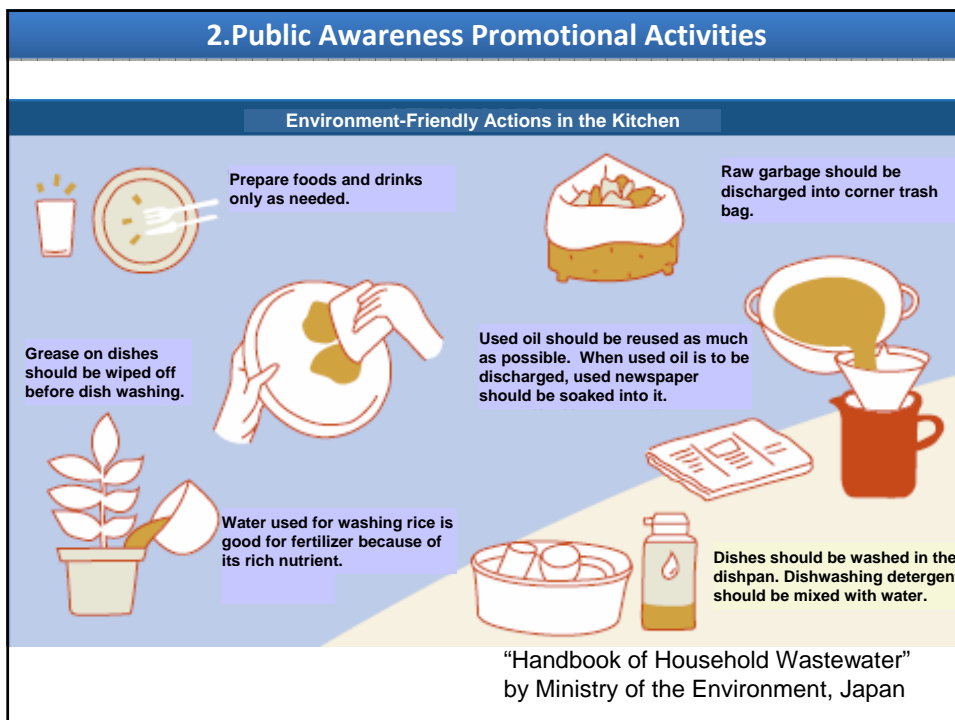 2.Public Awareness Promotional Activities
Environment-Friendly Actions in the Kitchen
Prepare foods and drinks
only as needed.
Raw garbage should be
discharged into corner trash
bag.
Grease on dishes
should be wiped off
before dish washing.
Used oil should be reused as much
as possible.  When used oil is to be
discharged, used newspaper
should be soaked into it.
Water used for washing rice is
good for fertilizer because of
its rich nutrient.
Dishes should be washed in the
dishpan. Dishwashing detergent
should be mixed with water.
“Handbook of Household Wastewater”
by Ministry of the Environment, Japan